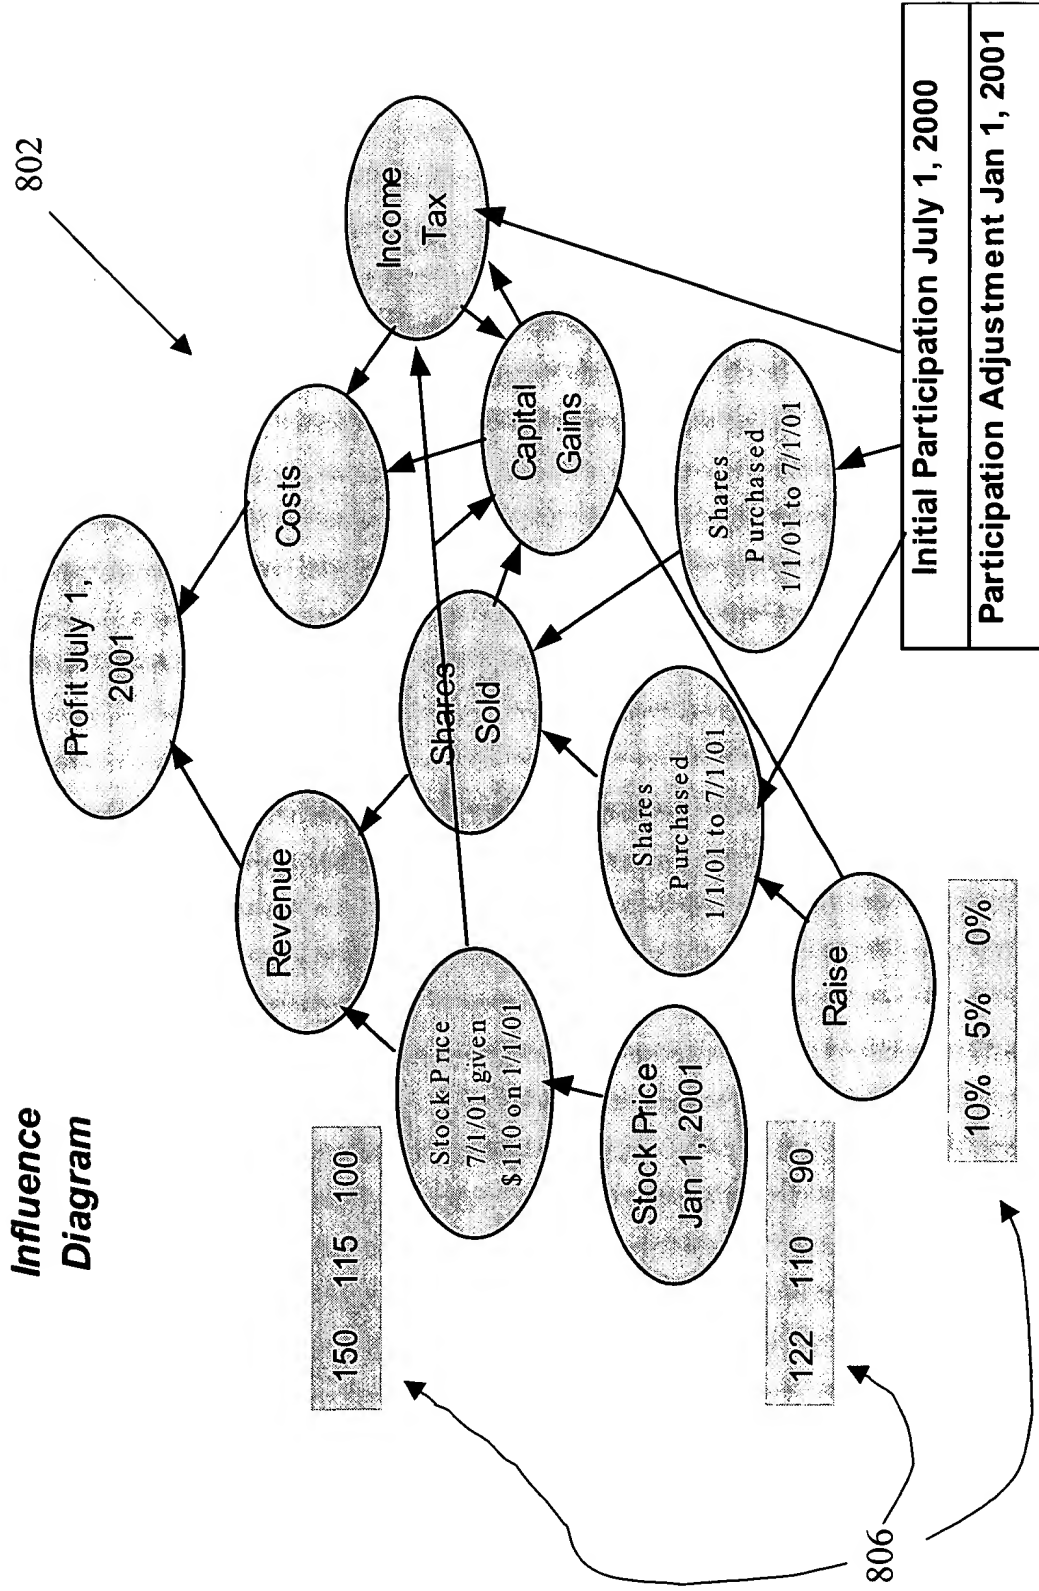 Influence
Diagram
802
Profit July 1,
2001
Revenue
Costs
150 115 100
Stock Price
7/1/01 given
$110 on 1/1/01
Shares
Sold
Income
Tax
Capital
Gains
Stock Price
Jan 1, 2001
Shares
Purchased
1/1/01 to 7/1/01
Shares
Purchased
1/1/01 to 7/1/01
122 110 90
Raise
10% 5% 0%
806
Initial Participation July 1, 2000
Participation Adjustment Jan 1, 2001